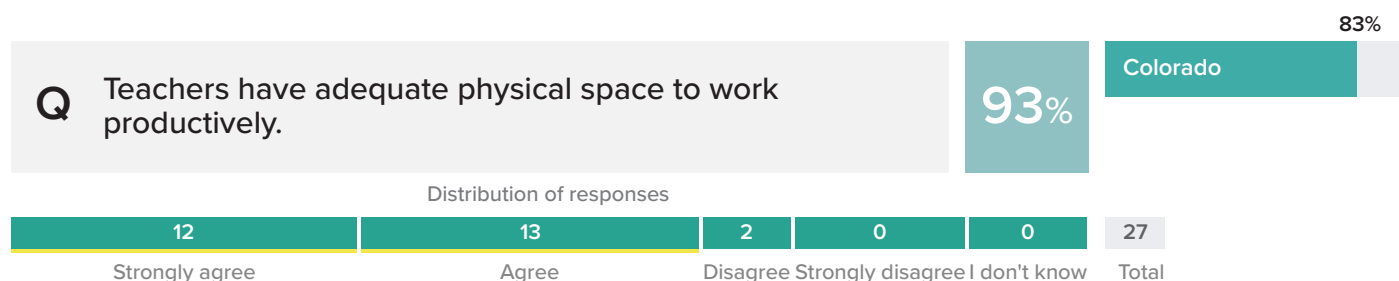 83%
Q
Teachers have adequate physical space to work
productively.
93%
Colorado
Distribution of responses
12 13 2 0 0 27
Strongly agree Agree Disagree Strongly disagree I don't know Total